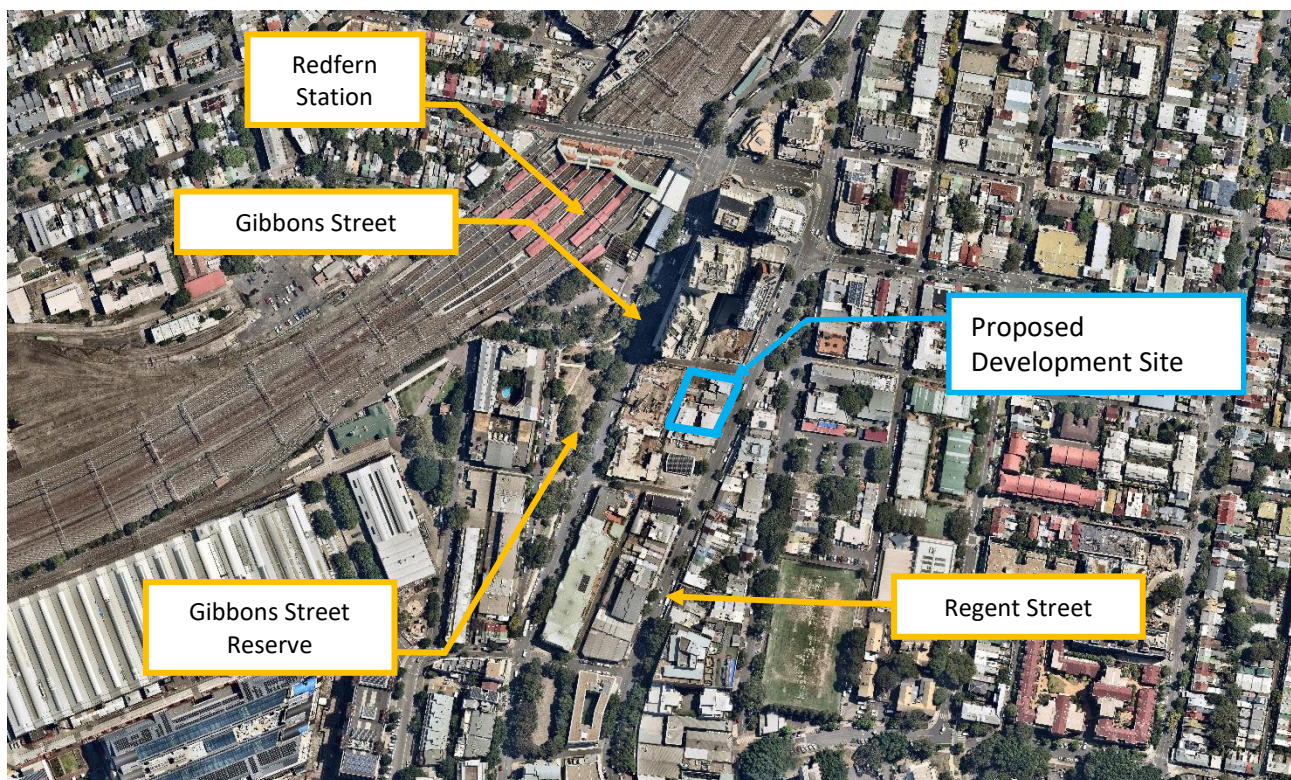 Redfern
Station
Gibbons Street
Proposed
Development Site
Gibbons Street
Reserve
Regent Street